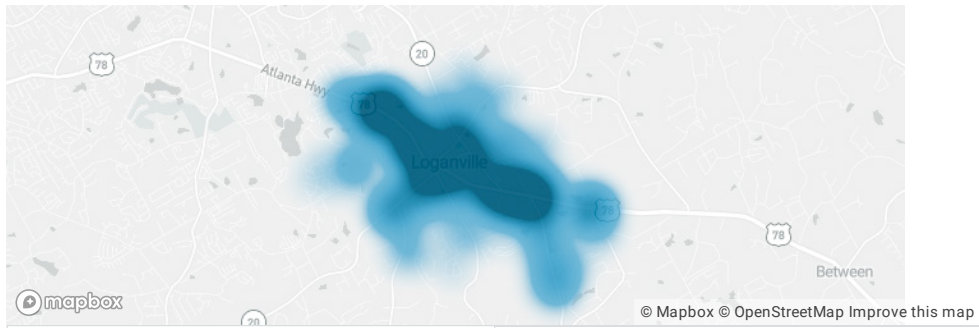 78
20
Atlanta Hwy
78
Loganville
78
78
Between
mapbox
20
© Mapbox © OpenStreetMap Improve this map